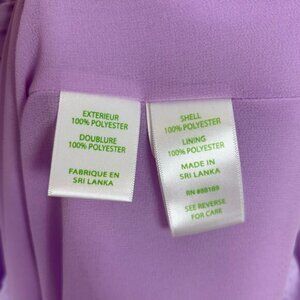 EXTERIEUR
100% POLYESTER
DOUBLURE
100% POLYESTER
FABRIQUE EN
SRI LANKA
SHELL
100% POLYESTER
LINING
100% POLYESTER
MADE IN
SRI LANKA
RN #88189
SEE REVERSE
FOR CARE